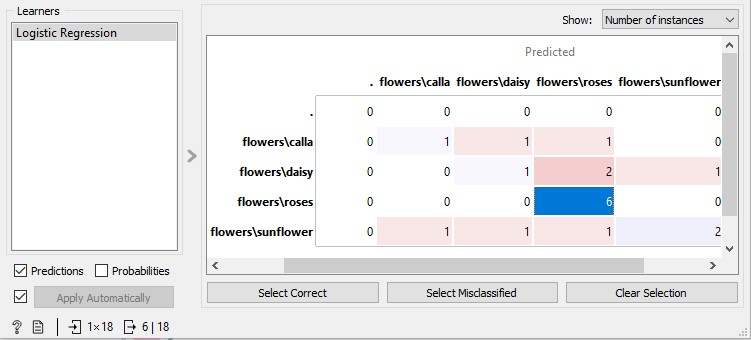 Learners
Logistic Regression
Predictions Probabilities
Apply Automatically
? 1×18 6 | 18
Show: Number of instances
Predicted
. flowers\calla flowers\daisy flowers\roses flowers\sunflower
. 0 0 0 0 0
flowers\calla 0 1 1 1 0
flowers\daisy 0 0 1 2 1
flowers\roses 0 0 0 6 0
flowers\sunflower 0 1 1 1 2
Select Correct Select Misclassified Clear Selection